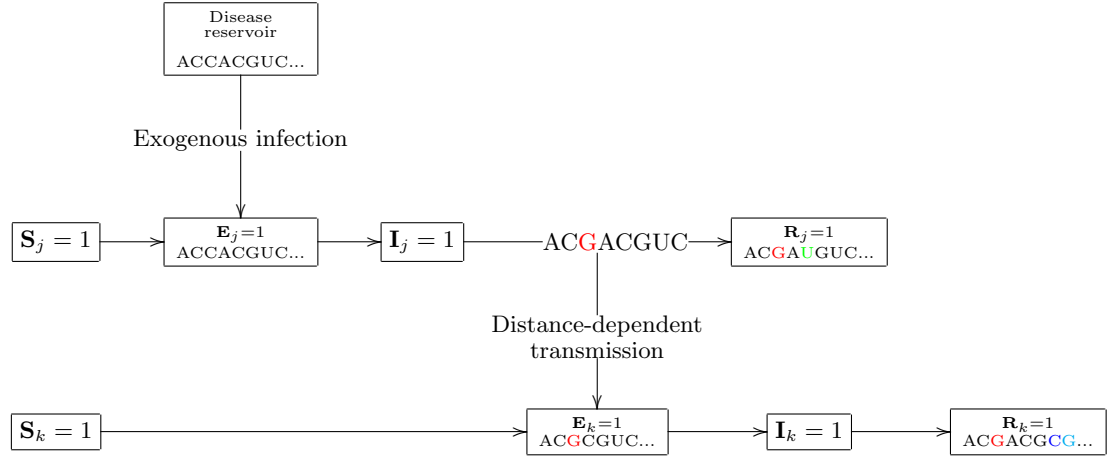 Disease
reservoir
ACCACGUC...
Exogenous infection
S_j = 1
E_j=1
ACCACGUC...
I_j = 1
ACGACGUC
R_j=1
ACGAUGUC...
Distance-dependent
transmission
S_k = 1
E_k=1
ACGCGUC...
I_k = 1
R_k=1
ACGACGCG...